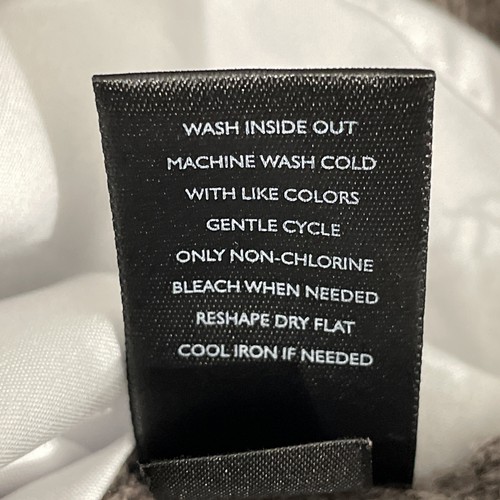 WASH INSIDE OUT
MACHINE WASH COLD
WITH LIKE COLORS
GENTLE CYCLE
ONLY NON-CHLORINE
BLEACH WHEN NEEDED
RESHAPE DRY FLAT
COOL IRON IF NEEDED